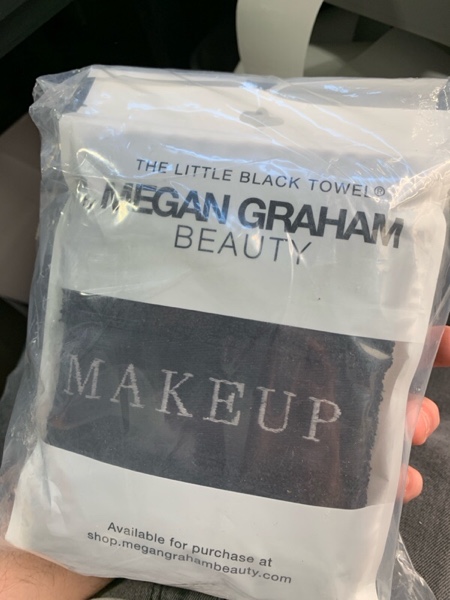 THE LITTLE BLACK TOWEL®
MEGAN GRAHAM
BEAUTY
MAKEUP
Available for purchase at
shop.megangrahambeauty.com